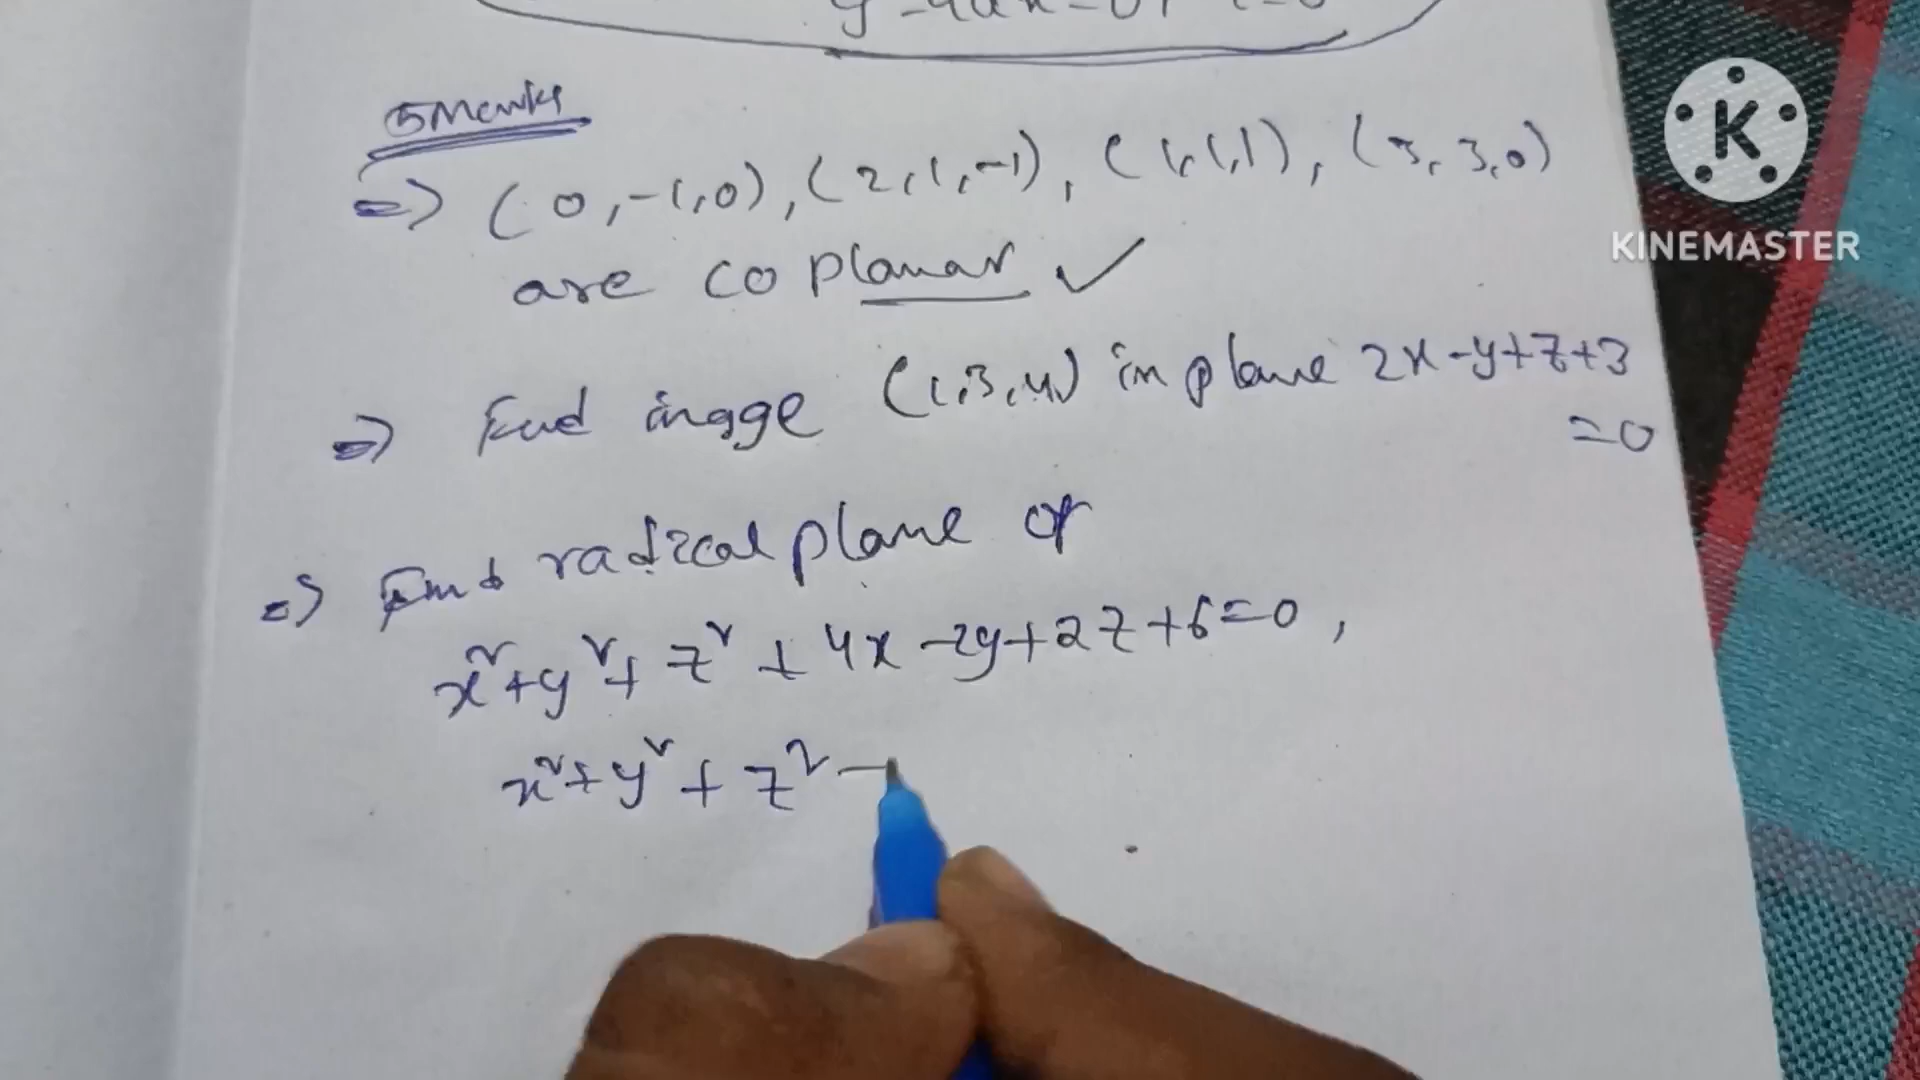 5 Marks
=> (0,-1,0), (2,1,-1), (1,1,1), (3,3,0)
are coplanar ✓
=> Find image (1,3,4) in plane 2x-y+z+3
=0
=> Find radical plane of
x²+y²+z²+4x-2y+2z+6=0,
x²+y²+z²-
KINEMASTER